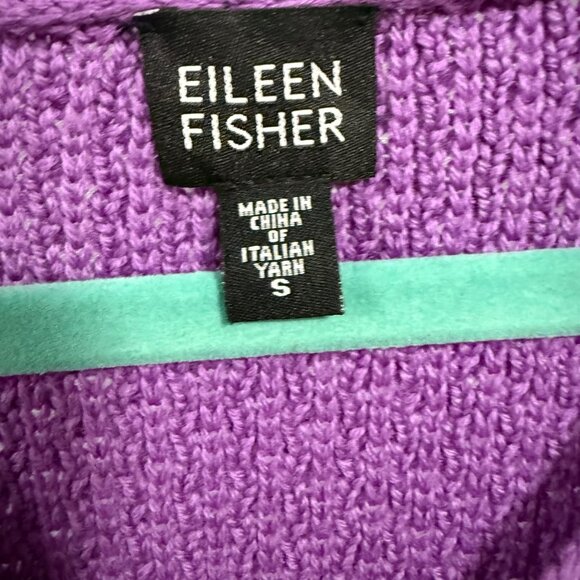 EILEEN
FISHER
MADE IN
CHINA
OF
ITALIAN
YARN
S